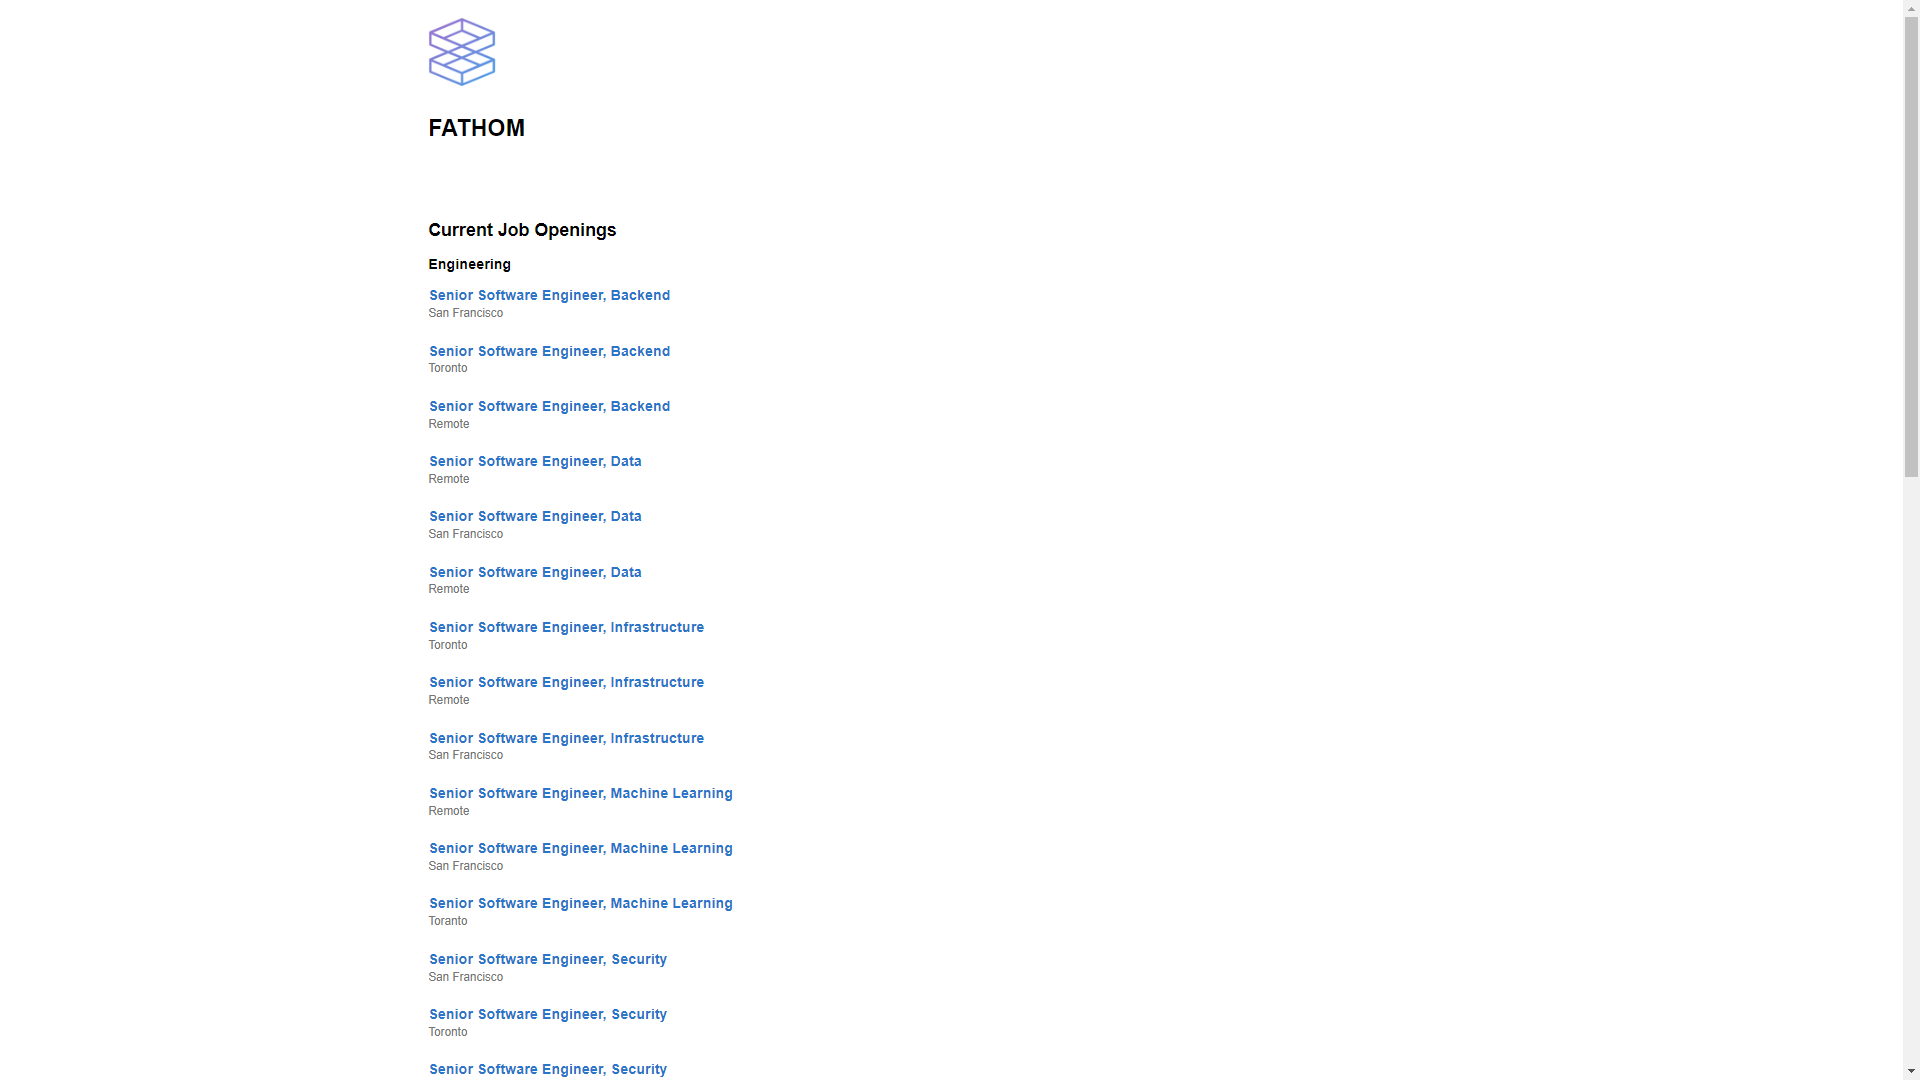 FATHOM
Current Job Openings
Engineering
Senior Software Engineer, Backend
San Francisco
Senior Software Engineer, Backend
Toronto
Senior Software Engineer, Backend
Remote
Senior Software Engineer, Data
Remote
Senior Software Engineer, Data
San Francisco
Senior Software Engineer, Data
Remote
Senior Software Engineer, Infrastructure
Toronto
Senior Software Engineer, Infrastructure
Remote
Senior Software Engineer, Infrastructure
San Francisco
Senior Software Engineer, Machine Learning
Remote
Senior Software Engineer, Machine Learning
San Francisco
Senior Software Engineer, Machine Learning
Toranto
Senior Software Engineer, Security
San Francisco
Senior Software Engineer, Security
Toronto
Senior Software Engineer, Security